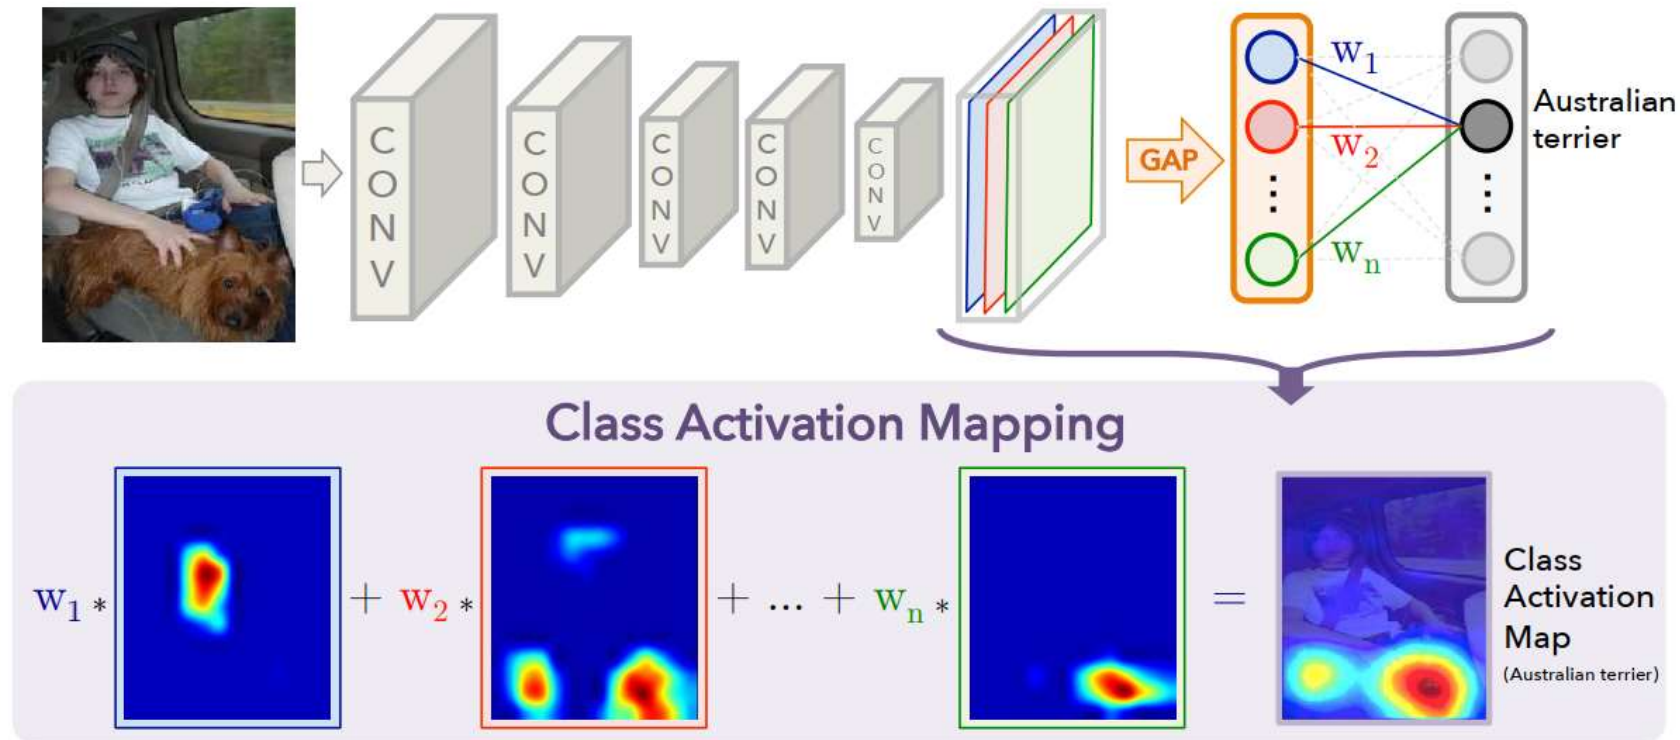 CONV
CONV
CONV
CONV
CONV
GAP
w1
w2
⋮
wn
⋮
Australian
terrier
Class Activation Mapping
w1 * + w2 * + ... + wn * =
Class
Activation
Map
(Australian terrier)